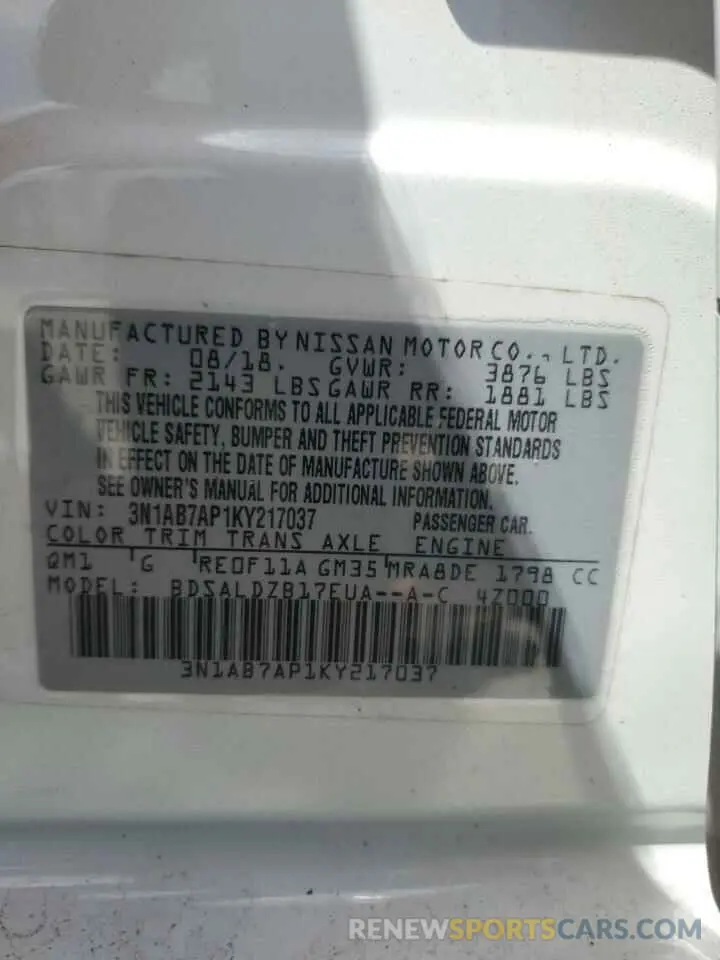 MANUFACTURED BY NISSAN MOTOR CO., LTD.
DATE: 08/18. GVWR: 3876 LBS
GAWR FR: 2143 LBS GAWR RR: 1881 LBS
THIS VEHICLE CONFORMS TO ALL APPLICABLE FEDERAL MOTOR
VEHICLE SAFETY, BUMPER AND THEFT PREVENTION STANDARDS
IN EFFECT ON THE DATE OF MANUFACTURE SHOWN ABOVE.
SEE OWNER'S MANUAL FOR ADDITIONAL INFORMATION.
VIN: 3N1AB7AP1KY217037 PASSENGER CAR.
COLOR TRIM TRANS AXLE ENGINE
QM1 G RE0F11A GM35 MRA8DE 1798 CC
MODEL: BDSALDZB17EUA--A-C 4Z000
3N1AB7AP1KY217037
RENEWSPORTSCARS.COM